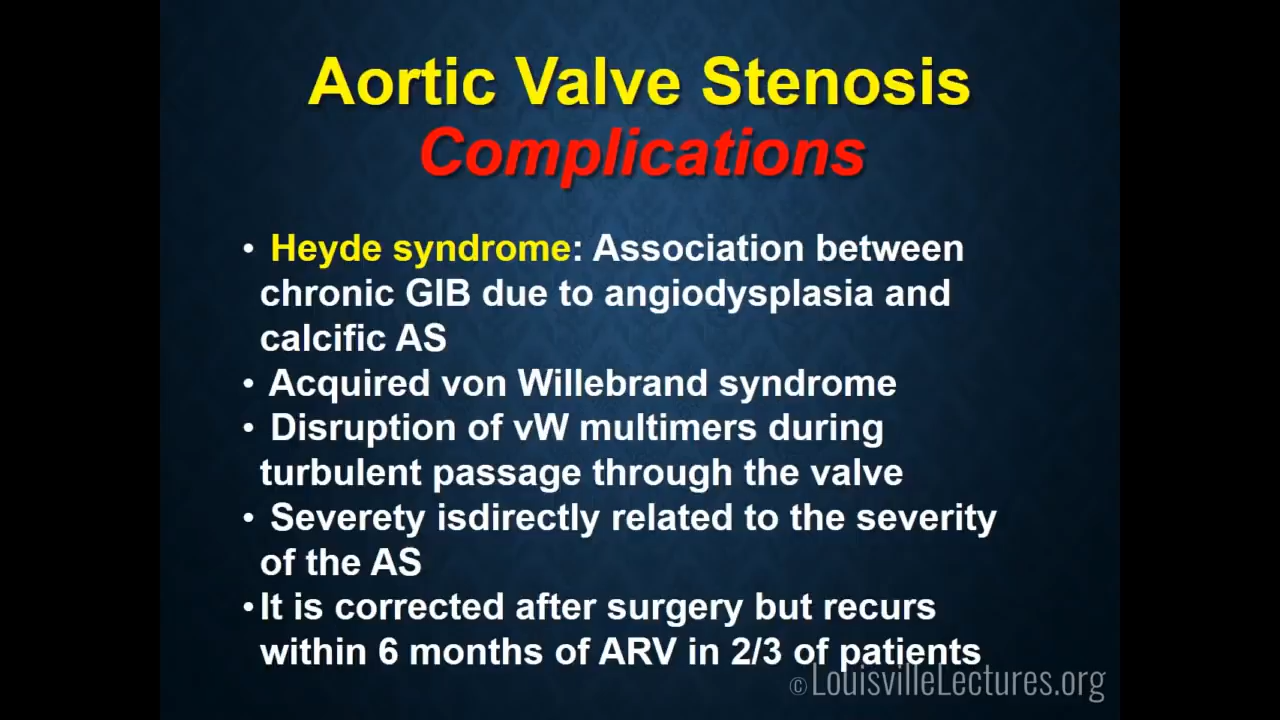 Aortic Valve Stenosis
Complications
• Heyde syndrome: Association between
chronic GIB due to angiodysplasia and
calcific AS
• Acquired von Willebrand syndrome
• Disruption of vW multimers during
turbulent passage through the valve
• Severety isdirectly related to the severity
of the AS
• It is corrected after surgery but recurs
within 6 months of ARV in 2/3 of patients
© LouisvilleLectures.org